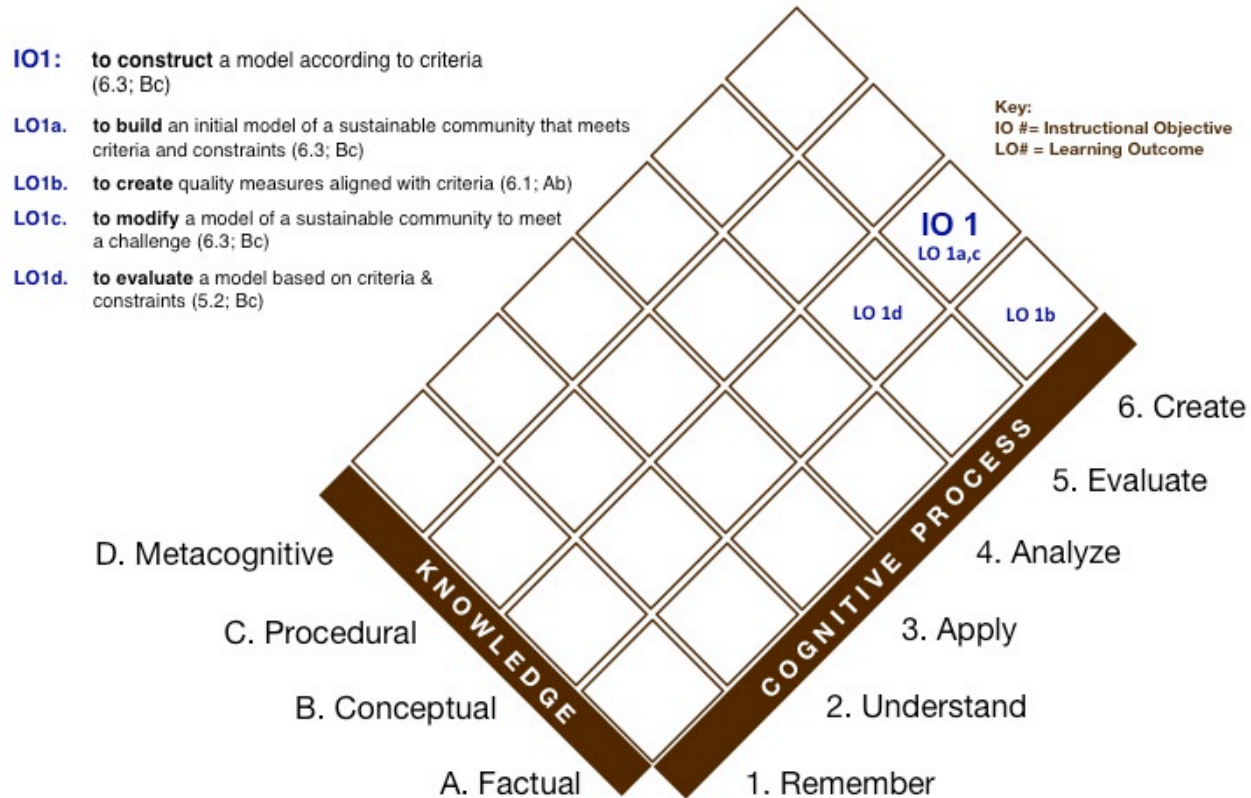 IO1: to construct a model according to criteria
(6.3; Bc)
LO1a. to build an initial model of a sustainable community that meets
criteria and constraints (6.3; Bc)
LO1b. to create quality measures aligned with criteria (6.1; Ab)
LO1c. to modify a model of a sustainable community to meet
a challenge (6.3; Bc)
LO1d. to evaluate a model based on criteria &
constraints (5.2; Bc)
Key:
IO #= Instructional Objective
LO# = Learning Outcome
IO 1
LO 1a,c
LO 1d
LO 1b
KNOWLEDGE
D. Metacognitive
C. Procedural
B. Conceptual
A. Factual
COGNITIVE PROCESS
6. Create
5. Evaluate
4. Analyze
3. Apply
2. Understand
1. Remember